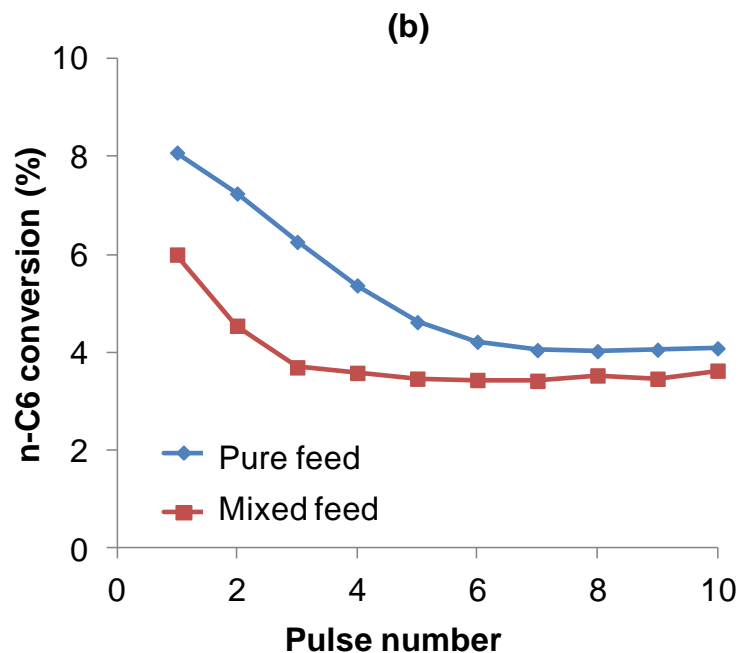 (b)
10
8
6
4
2
0
n-C6 conversion (%)
Pure feed
Mixed feed
0 2 4 6 8 10
Pulse number